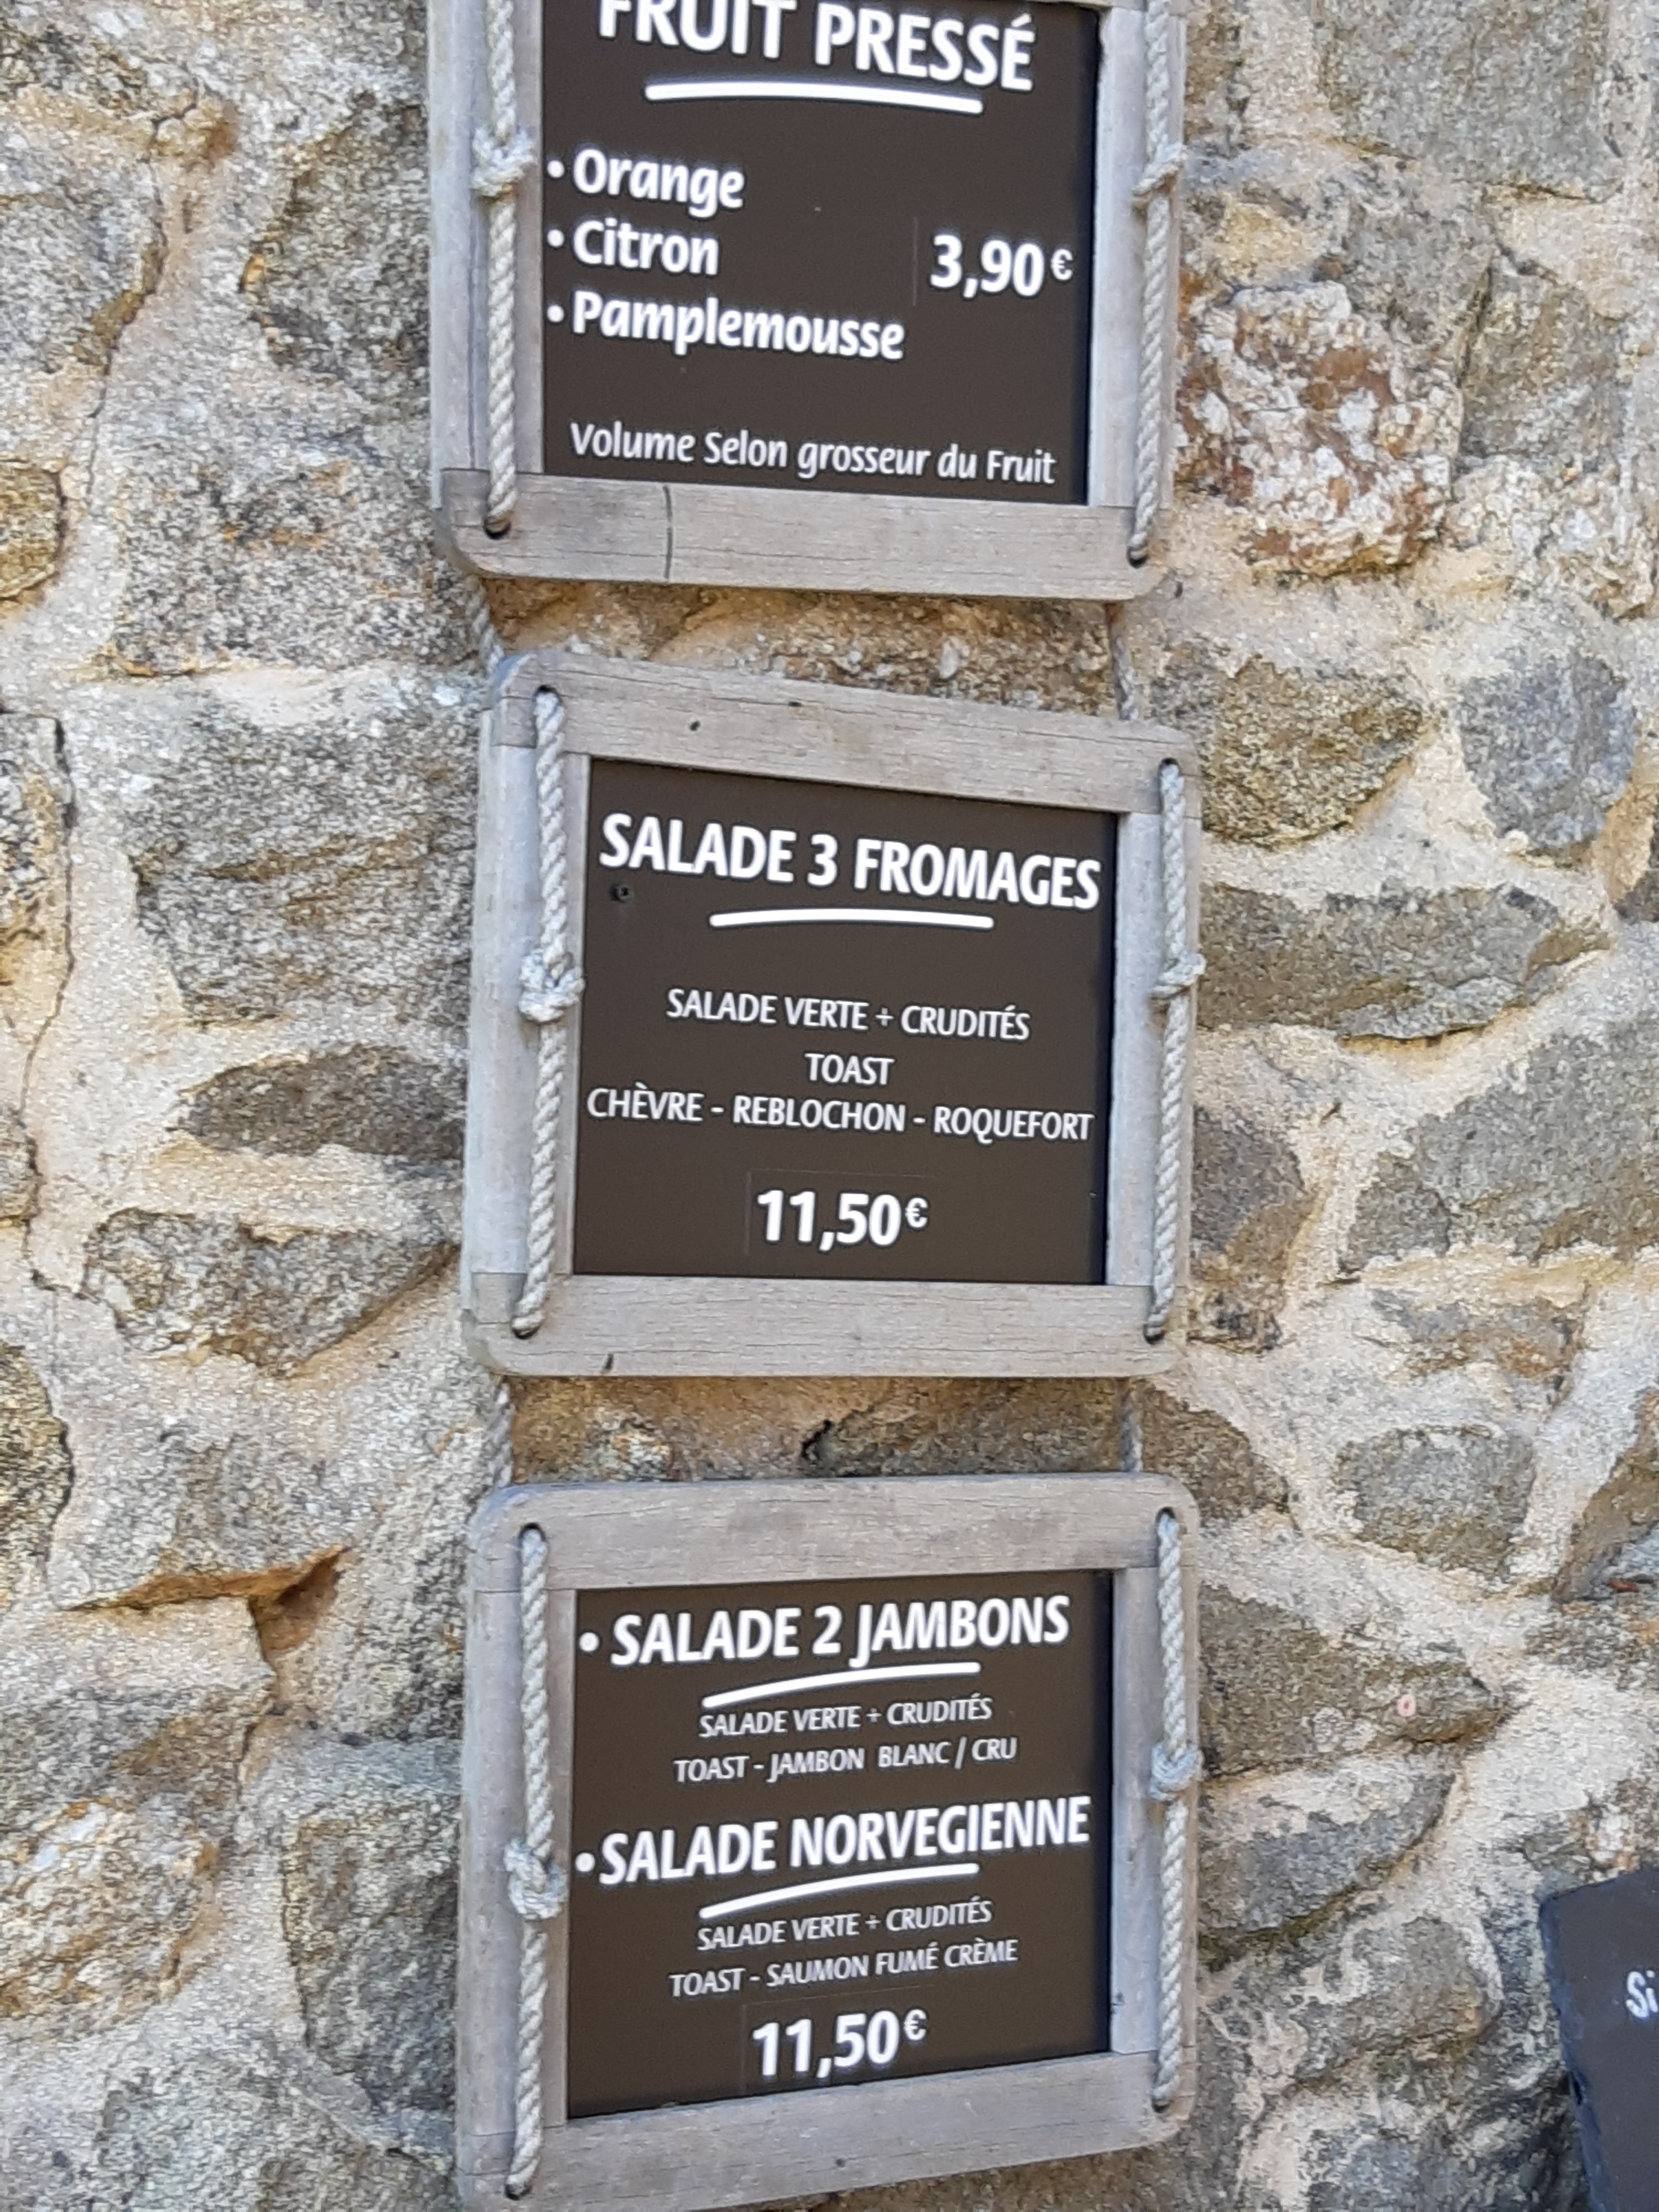 FRUIT PRESSÉ
• Orange
• Citron
3,90€
• Pamplemousse
Volume Selon grosseur du Fruit
SALADE 3 FROMAGES
SALADE VERTE + CRUDITÉS
TOAST
CHÈVRE - REBLOCHON - ROQUEFORT
11,50€
• SALADE 2 JAMBONS
SALADE VERTE + CRUDITÉS
TOAST - JAMBON BLANC / CRU
• SALADE NORVEGIENNE
SALADE VERTE + CRUDITÉS
TOAST - SAUMON FUMÉ CRÈME
11,50€